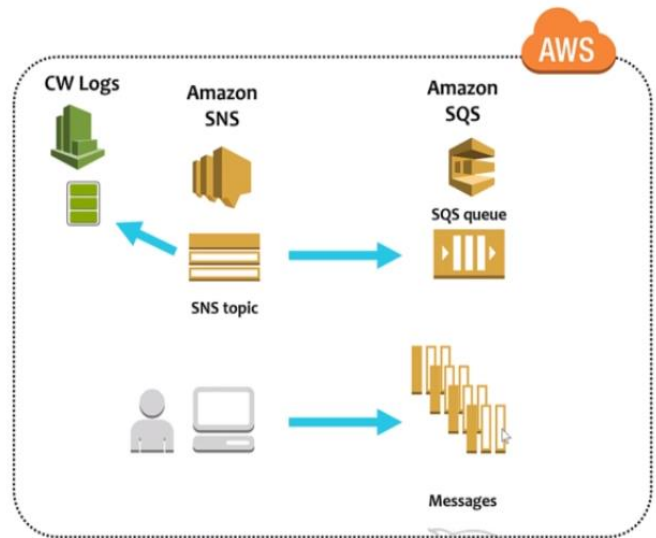 AWS
CW Logs
Amazon
SNS
Amazon
SQS
SQS queue
SNS topic
Messages